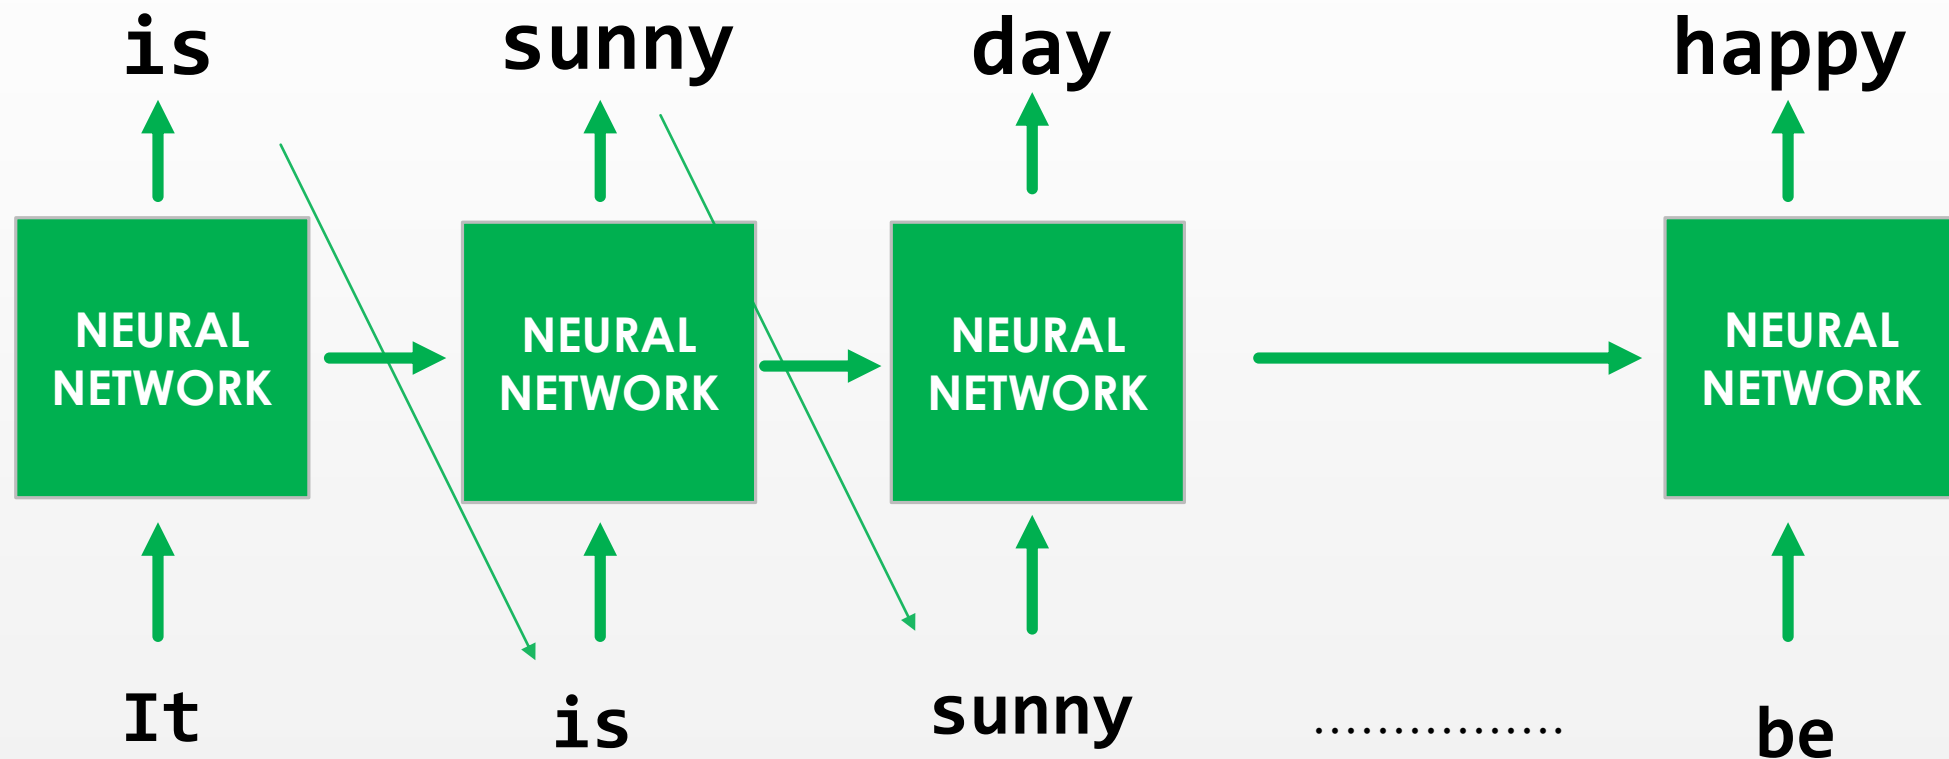 is sunny day happy
NEURAL NETWORK
NEURAL NETWORK
NEURAL NETWORK
NEURAL NETWORK
It is sunny ............... be